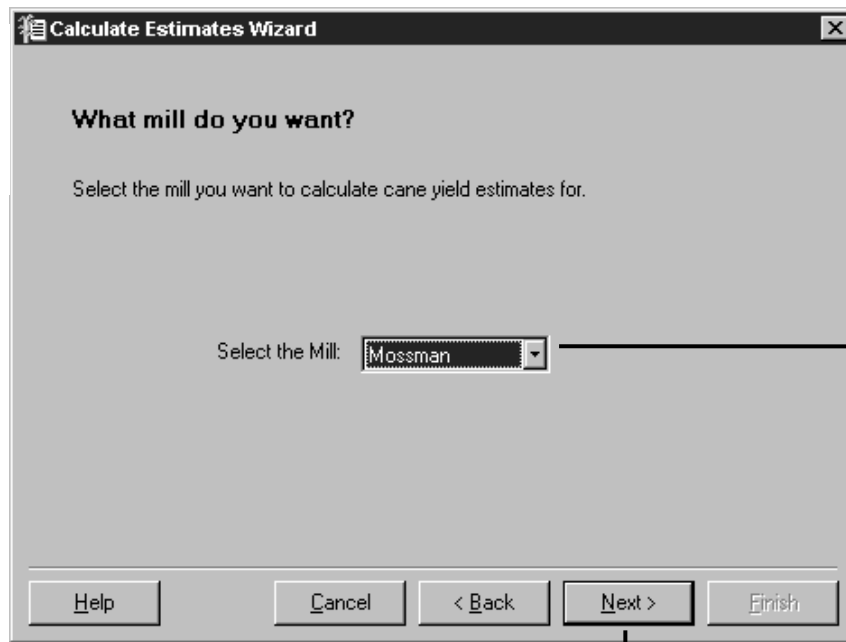 Calculate Estimates Wizard
What mill do you want?
Select the mill you want to calculate cane yield estimates for.
Select the Mill: Mossman
Help Cancel < Back Next > Finish